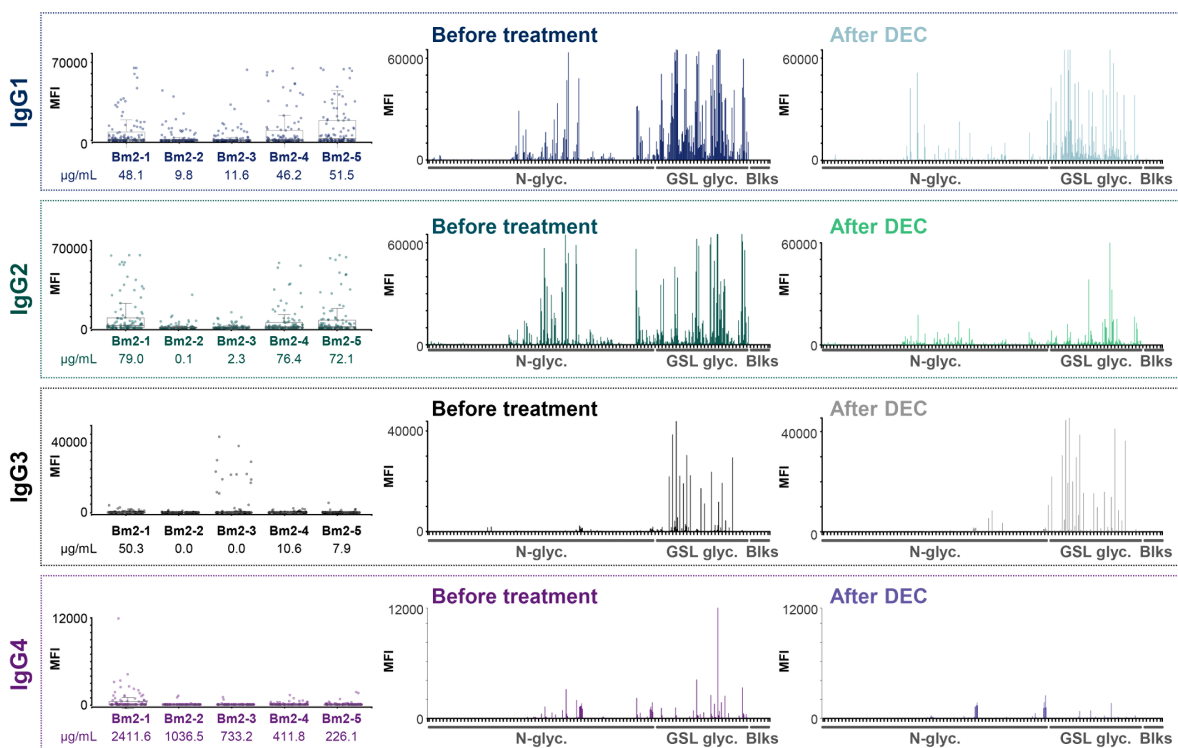 IgG1
70000
MFI
0
Bm2-1 Bm2-2 Bm2-3 Bm2-4 Bm2-5
µg/mL 48.1 9.8 11.6 46.2 51.5
Before treatment
60000
MFI
0
N-glyc. GSL glyc. Blks
After DEC
60000
MFI
0
N-glyc. GSL glyc. Blks
IgG2
70000
MFI
0
Bm2-1 Bm2-2 Bm2-3 Bm2-4 Bm2-5
µg/mL 79.0 0.1 2.3 76.4 72.1
Before treatment
60000
MFI
0
N-glyc. GSL glyc. Blks
After DEC
60000
MFI
0
N-glyc. GSL glyc. Blks
IgG3
40000
MFI
0
Bm2-1 Bm2-2 Bm2-3 Bm2-4 Bm2-5
µg/mL 50.3 0.0 0.0 10.6 7.9
Before treatment
40000
MFI
0
N-glyc. GSL glyc. Blks
After DEC
40000
MFI
0
N-glyc. GSL glyc. Blks
IgG4
12000
MFI
0
Bm2-1 Bm2-2 Bm2-3 Bm2-4 Bm2-5
µg/mL 2411.6 1036.5 733.2 411.8 226.1
Before treatment
12000
MFI
0
N-glyc. GSL glyc. Blks
After DEC
12000
MFI
0
N-glyc. GSL glyc. Blks